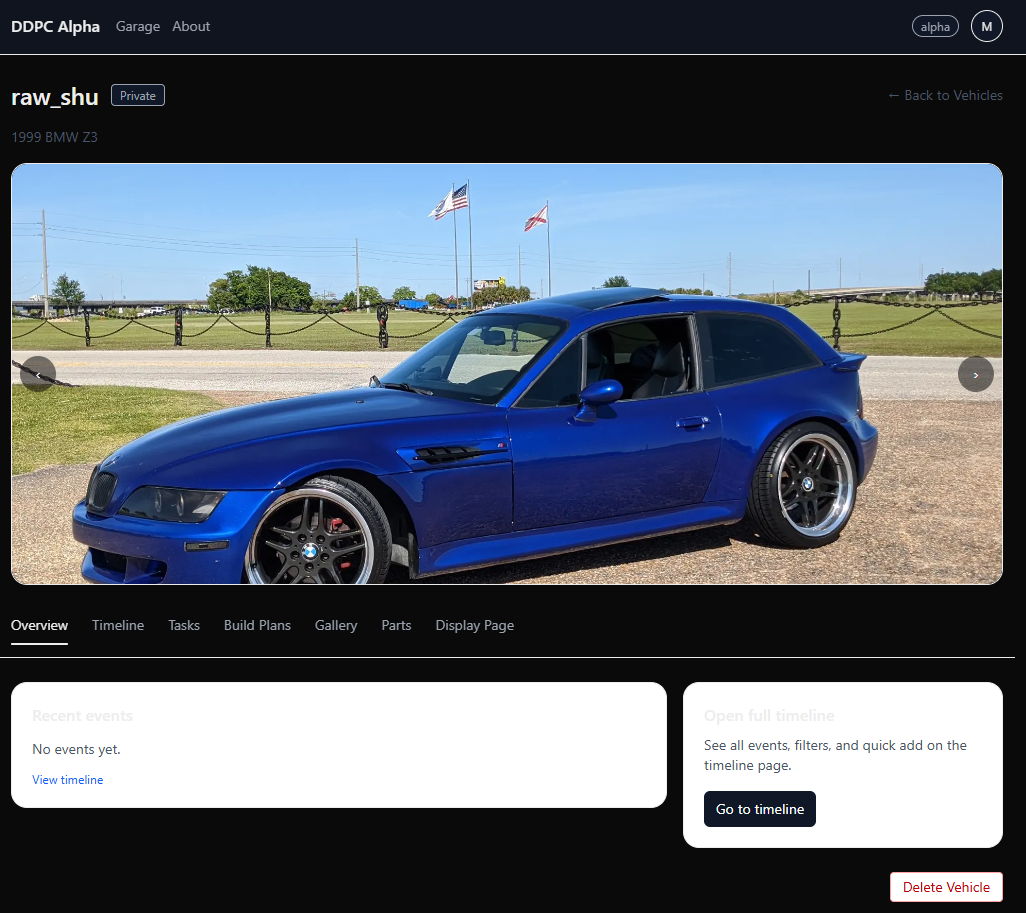 DDPC Alpha Garage About alpha M
raw_shu Private ← Back to Vehicles
1999 BMW Z3
‹ ›
Overview Timeline Tasks Build Plans Gallery Parts Display Page
Recent events
No events yet.
View timeline
Open full timeline
See all events, filters, and quick add on the
timeline page.
Go to timeline
Delete Vehicle